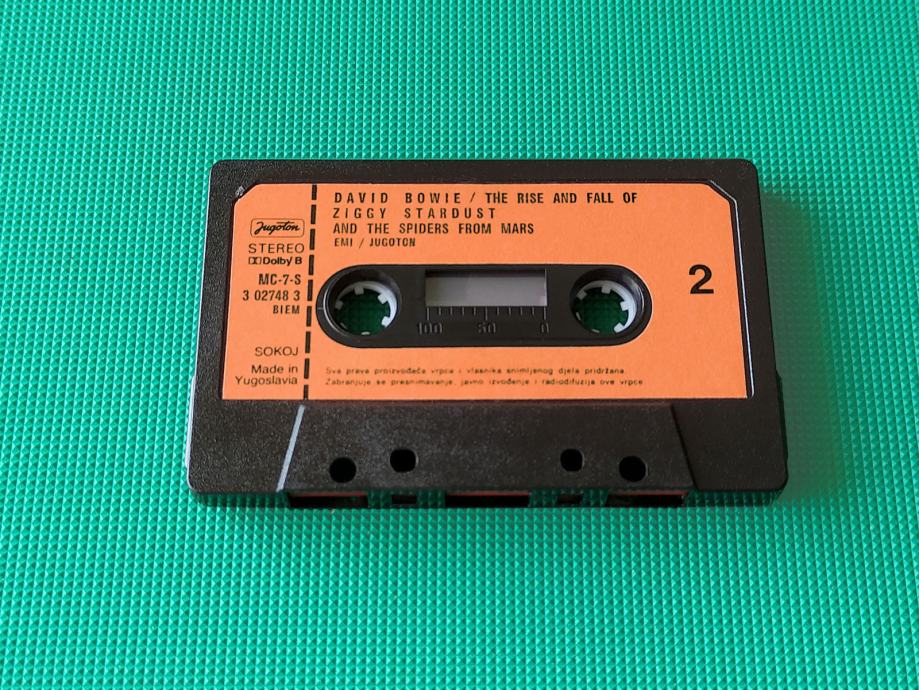 DAVID BOWIE / THE RISE AND FALL OF
ZIGGY STARDUST
AND THE SPIDERS FROM MARS
EMI / JUGOTON
Jugoton
STEREO
Dolby B
MC-7-S
3 02748 3
BIEM
SOKOJ
Made in
Yugoslavia
2
100 50 0
Sva prava proizvođača vrpce i vlasnika snimljenog djela pridržana.
Zabranjuje se presnimavanje, javno izvođenje i radiodifuzija ove vrpce